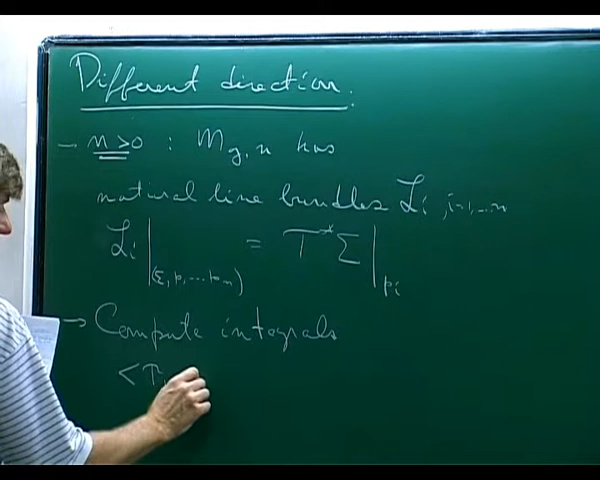 Different direction.
— n>0 : M_{g,n} has
natural line bundles L_i, i=1,...n
L_i |_{(Σ, p_1 ... p_n)} = T*Σ |_{p_i}
→ Compute integrals
<τ